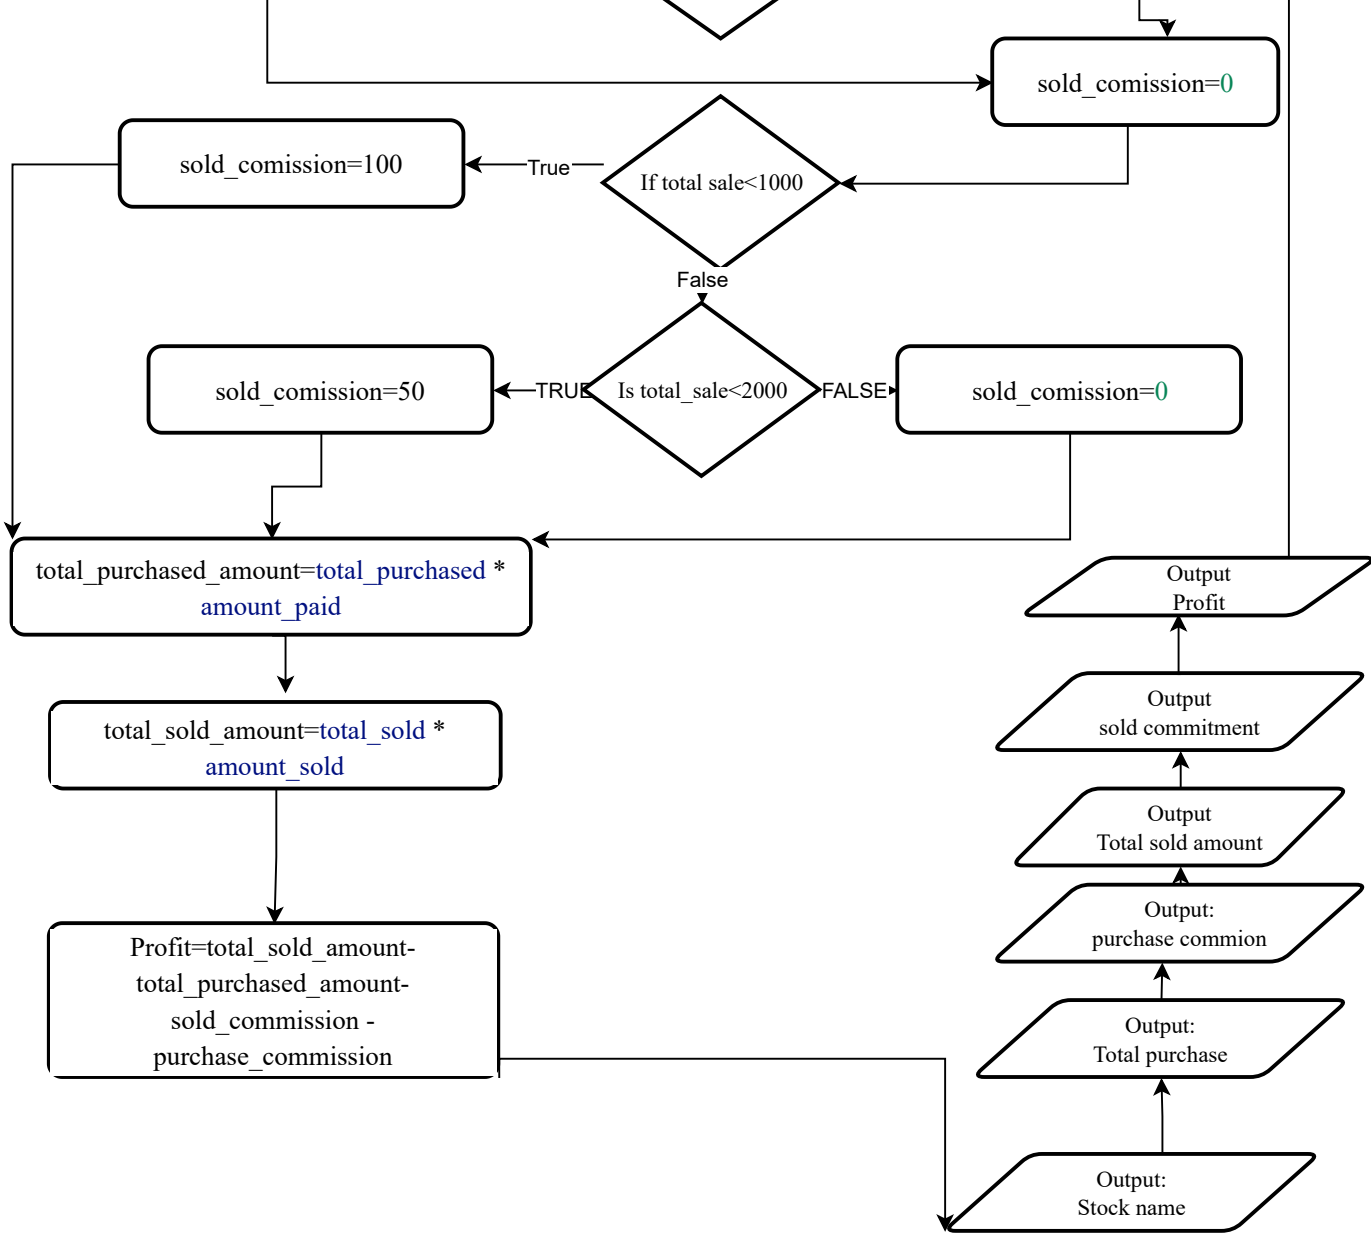 sold_comission=0
sold_comission=100
True
If total sale<1000
False
sold_comission=50
TRUE
Is total_sale<2000
FALSE
sold_comission=0
total_purchased_amount=total_purchased *
amount_paid
total_sold_amount=total_sold *
amount_sold
Profit=total_sold_amount-
total_purchased_amount-
sold_commission -
purchase_commission
Output
Profit
Output
sold commitment
Output
Total sold amount
Output:
purchase commion
Output:
Total purchase
Output:
Stock name